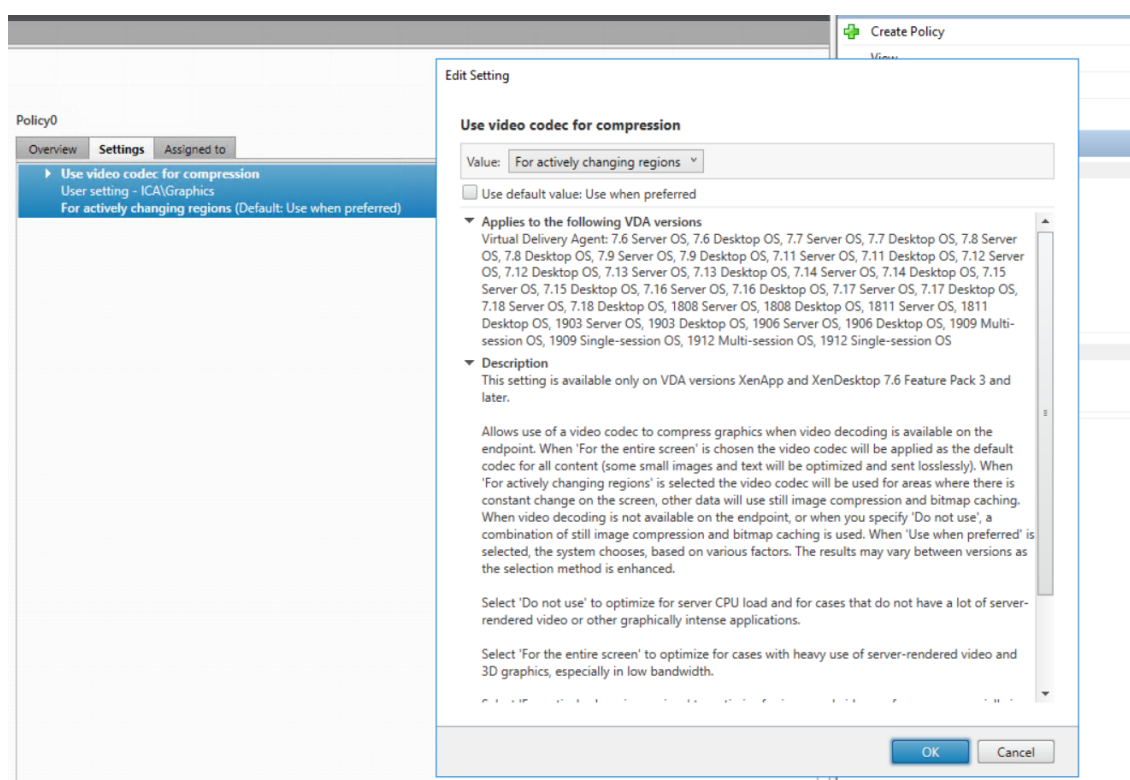 Create Policy
View
Edit Setting
Policy0
Overview Settings Assigned to
Use video codec for compression
User setting - ICA\Graphics
For actively changing regions (Default: Use when preferred)
Use video codec for compression
Value: For actively changing regions
Use default value: Use when preferred
Applies to the following VDA versions
Virtual Delivery Agent: 7.6 Server OS, 7.6 Desktop OS, 7.7 Server OS, 7.7 Desktop OS, 7.8 Server
OS, 7.8 Desktop OS, 7.9 Server OS, 7.9 Desktop OS, 7.11 Server OS, 7.11 Desktop OS, 7.12 Server
OS, 7.12 Desktop OS, 7.13 Server OS, 7.13 Desktop OS, 7.14 Server OS, 7.14 Desktop OS, 7.15
Server OS, 7.15 Desktop OS, 7.16 Server OS, 7.16 Desktop OS, 7.17 Server OS, 7.17 Desktop OS,
7.18 Server OS, 7.18 Desktop OS, 1808 Server OS, 1808 Desktop OS, 1811 Server OS, 1811
Desktop OS, 1903 Server OS, 1903 Desktop OS, 1906 Server OS, 1906 Desktop OS, 1909 Multi-
session OS, 1909 Single-session OS, 1912 Multi-session OS, 1912 Single-session OS
Description
This setting is available only on VDA versions XenApp and XenDesktop 7.6 Feature Pack 3 and
later.
Allows use of a video codec to compress graphics when video decoding is available on the
endpoint. When 'For the entire screen' is chosen the video codec will be applied as the default
codec for all content (some small images and text will be optimized and sent losslessly). When
'For actively changing regions' is selected the video codec will be used for areas where there is
constant change on the screen, other data will use still image compression and bitmap caching.
When video decoding is not available on the endpoint, or when you specify 'Do not use', a
combination of still image compression and bitmap caching is used. When 'Use when preferred' is
selected, the system chooses, based on various factors. The results may vary between versions as
the selection method is enhanced.
Select 'Do not use' to optimize for server CPU load and for cases that do not have a lot of server-
rendered video or other graphically intense applications.
Select 'For the entire screen' to optimize for cases with heavy use of server-rendered video and
3D graphics, especially in low bandwidth.
OK Cancel